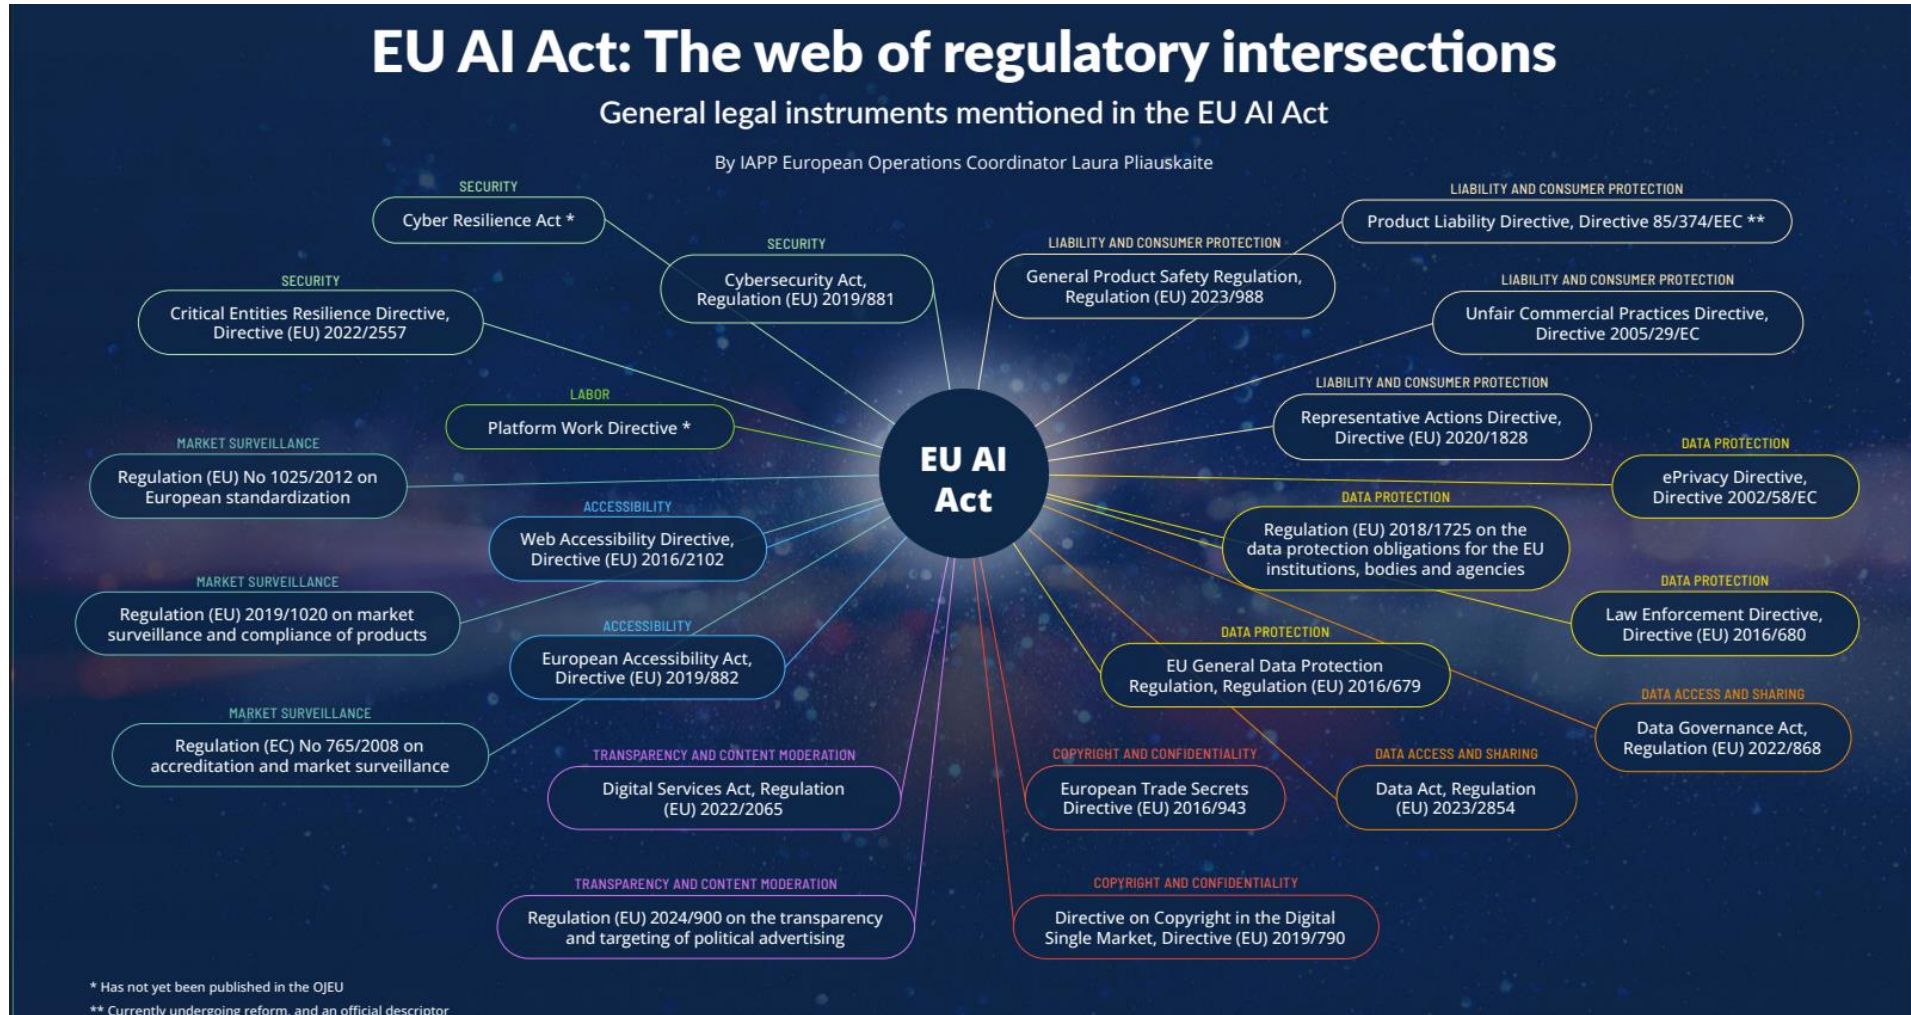 EU AI Act: The web of regulatory intersections
General legal instruments mentioned in the EU AI Act
By IAPP European Operations Coordinator Laura Pliauskaite
SECURITY
Cyber Resilience Act *
LIABILITY AND CONSUMER PROTECTION
Product Liability Directive, Directive 85/374/EEC **
SECURITY
Cybersecurity Act,
Regulation (EU) 2019/881
LIABILITY AND CONSUMER PROTECTION
General Product Safety Regulation,
Regulation (EU) 2023/988
SECURITY
Critical Entities Resilience Directive,
Directive (EU) 2022/2557
LIABILITY AND CONSUMER PROTECTION
Unfair Commercial Practices Directive,
Directive 2005/29/EC
LABOR
Platform Work Directive *
LIABILITY AND CONSUMER PROTECTION
Representative Actions Directive,
Directive (EU) 2020/1828
MARKET SURVEILLANCE
Regulation (EU) No 1025/2012 on
European standardization
EU AI
Act
DATA PROTECTION
ePrivacy Directive,
Directive 2002/58/EC
ACCESSIBILITY
Web Accessibility Directive,
Directive (EU) 2016/2102
DATA PROTECTION
Regulation (EU) 2018/1725 on the
data protection obligations for the EU
institutions, bodies and agencies
MARKET SURVEILLANCE
Regulation (EU) 2019/1020 on market
surveillance and compliance of products
DATA PROTECTION
Law Enforcement Directive,
Directive (EU) 2016/680
ACCESSIBILITY
European Accessibility Act,
Directive (EU) 2019/882
DATA PROTECTION
EU General Data Protection
Regulation, Regulation (EU) 2016/679
MARKET SURVEILLANCE
Regulation (EC) No 765/2008 on
accreditation and market surveillance
DATA ACCESS AND SHARING
Data Governance Act,
Regulation (EU) 2022/868
TRANSPARENCY AND CONTENT MODERATION
Digital Services Act, Regulation
(EU) 2022/2065
COPYRIGHT AND CONFIDENTIALITY
European Trade Secrets
Directive (EU) 2016/943
DATA ACCESS AND SHARING
Data Act, Regulation
(EU) 2023/2854
TRANSPARENCY AND CONTENT MODERATION
Regulation (EU) 2024/900 on the transparency
and targeting of political advertising
COPYRIGHT AND CONFIDENTIALITY
Directive on Copyright in the Digital
Single Market, Directive (EU) 2019/790
* Has not yet been published in the OJEU
** Currently undergoing reform, and an official descriptor